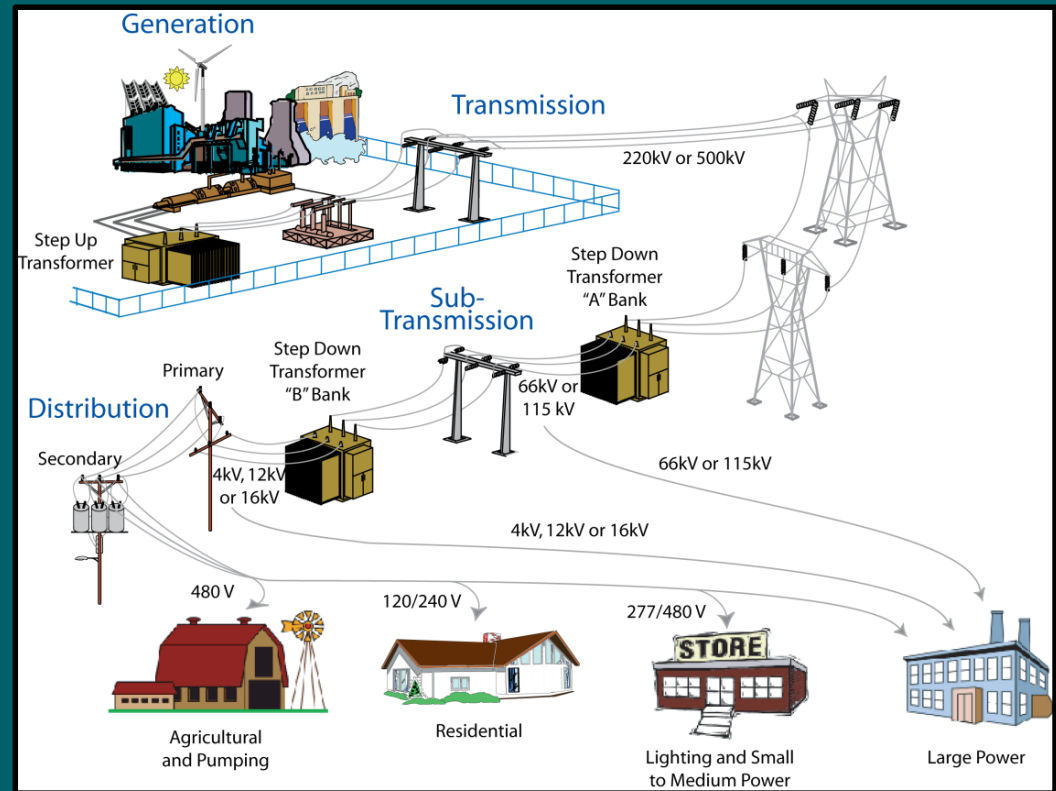 Generation
Transmission
220kV or 500kV
Step Up
Transformer
Step Down
Transformer
“A” Bank
Sub-
Transmission
Step Down
Transformer
“B” Bank
66kV or
115 kV
Primary
Distribution
Secondary
4kV, 12kV
or 16kV
66kV or 115kV
4kV, 12kV or 16kV
480 V
120/240 V
277/480 V
STORE
Agricultural
and Pumping
Residential
Lighting and Small
to Medium Power
Large Power